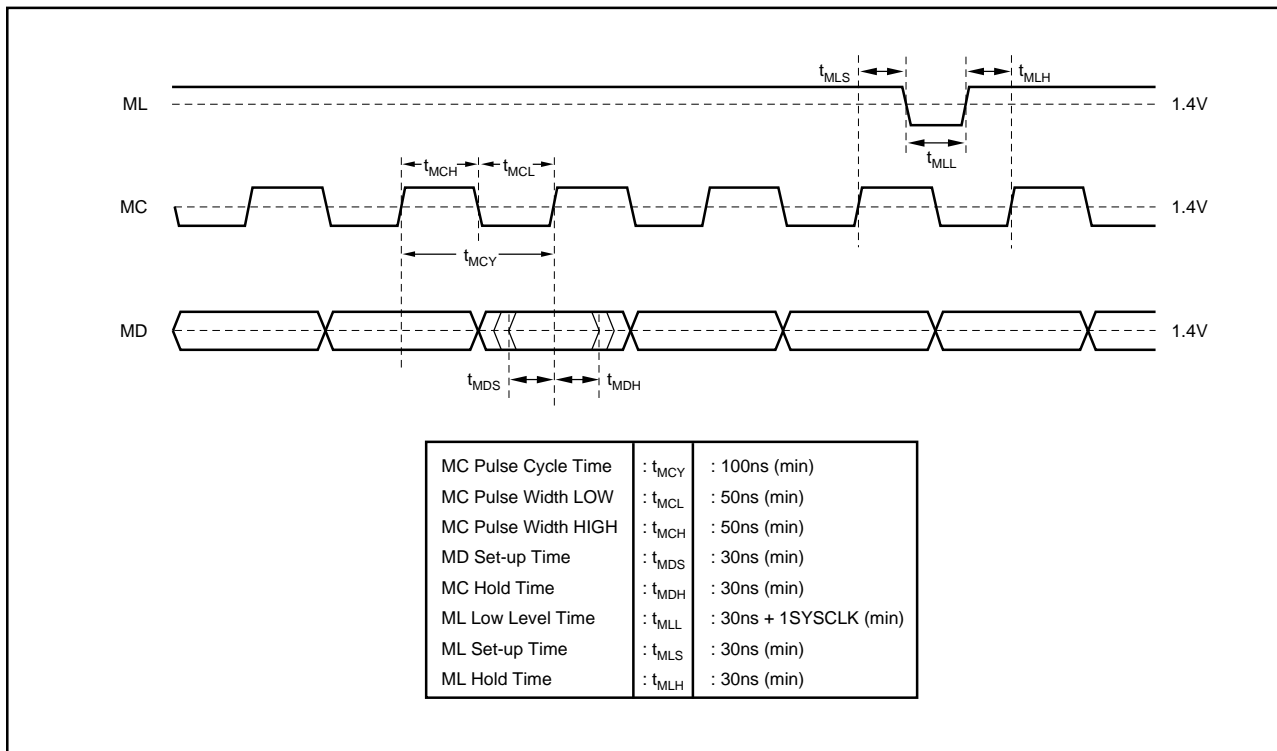 tMLS
tMLH
ML
1.4V
tMLL
tMCH
tMCL
MC
1.4V
tMCY
MD
1.4V
tMDS
tMDH
MC Pulse Cycle Time : tMCY : 100ns (min)
MC Pulse Width LOW : tMCL : 50ns (min)
MC Pulse Width HIGH : tMCH : 50ns (min)
MD Set-up Time : tMDS : 30ns (min)
MC Hold Time : tMDH : 30ns (min)
ML Low Level Time : tMLL : 30ns + 1SYSCLK (min)
ML Set-up Time : tMLS : 30ns (min)
ML Hold Time : tMLH : 30ns (min)